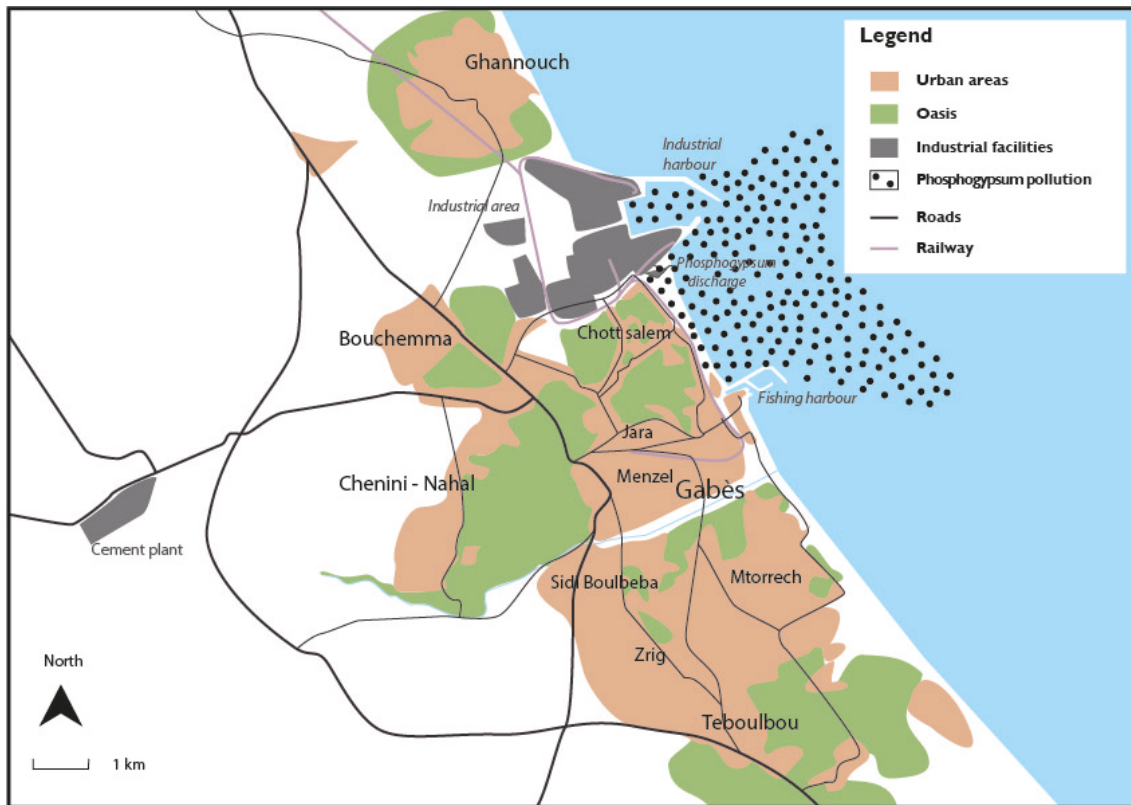 Legend
Urban areas
Oasis
Industrial facilities
Phosphogypsum pollution
Roads
Railway
Ghannouch
Industrial
harbour
Industrial area
Phosphogypsum
discharge
Bouchemma
Chott salem
Fishing harbour
Jara
Chenini - Nahal
Menzel
Gabès
Cement plant
Sidi Boulbeba
Mtorrech
Zrig
North
Teboulbou
1 km